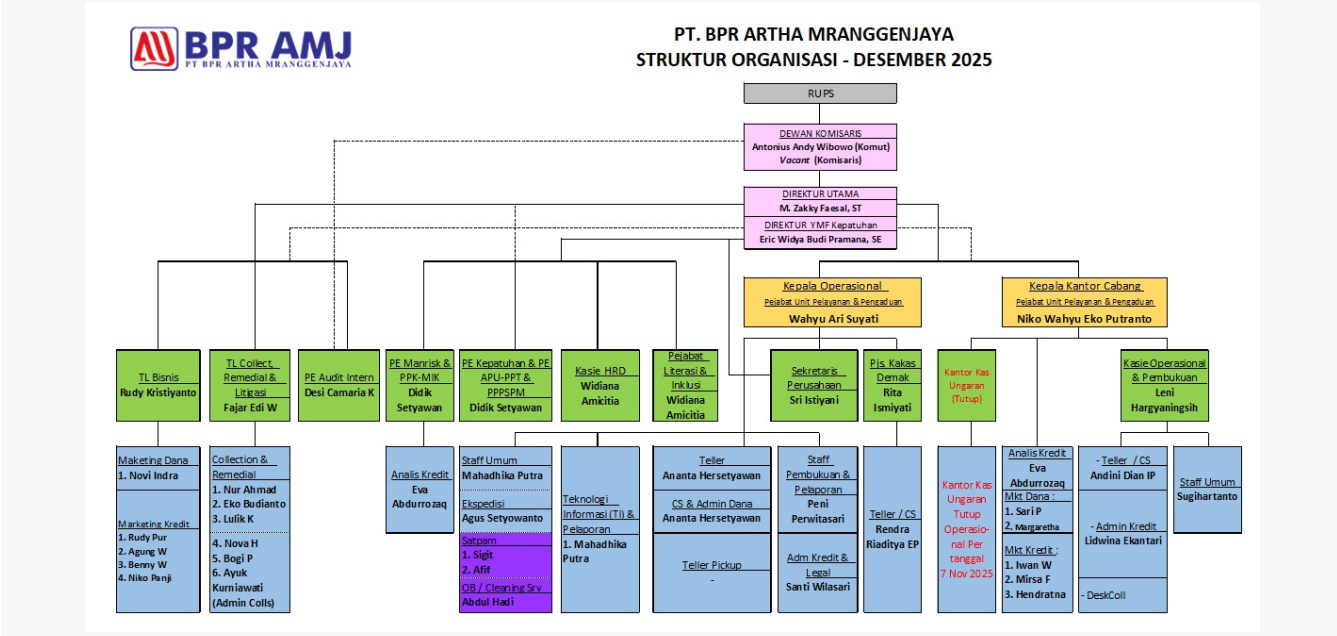 BPR AMJ
PT BPR ARTHA MRANGGENJAYA
PT. BPR ARTHA MRANGGENJAYA
STRUKTUR ORGANISASI - DESEMBER 2025
RUPS
DEWAN KOMISARIS
Antonius Andy Wibowo (Komut)
Vacant (Komisaris)
DIREKTUR UTAMA
M. Zakky Faesal, ST
DIREKTUR YMF Kepatuhan
Eric Widya Budi Pramana, SE
Kepala Operasional
Pejabat Unit Pelayanan & Pengaduan
Wahyu Ari Suyati
Kepala Kantor Cabang
Pejabat Unit Pelayanan & Pengaduan
Niko Wahyu Eko Putranto
TL Bisnis
Rudy Kristiyanto
TL Collect,
Remedial &
Litigasi
Fajar Edi W
PE Audit Intern
Desi Camaria K
PE Manrisk &
PPK-MIK
Didik
Setyawan
PE Kepatuhan & PE
APU-PPT &
PPPSPM
Didik Setyawan
Kasie HRD
Widiana
Amicitia
Pejabat
Literasi &
Inklusi
Widiana
Amicitia
Sekretaris
Perusahaan
Sri Istiyani
Pjs. Kakas
Demak
Rita
Ismiyati
Kantor Kas
Ungaran
(Tutup)
Kasie Operasional
& Pembukuan
Leni
Hargyaningsih
Maketing Dana
1. Novi Indra
Marketing Kredit
1. Rudy Pur
2. Agung W
3. Benny W
4. Niko Panji
Collection &
Remedial
1. Nur Ahmad
2. Eko Budianto
3. Lulik K
4. Nova H
5. Bogi P
6. Ayuk
Kurniawati
(Admin Colls)
Analis Kredit
Eva
Abdurrozaq
Staff Umum
Mahadhika Putra
Ekspedisi
Agus Setyowanto
Satpam
1. Sigit
2. Afif
OB / Cleaning Srv
Abdul Hadi
Teknologi
Informasi (TI) &
Pelaporan
1. Mahadhika
Putra
Teller
Ananta Hersetyawan
CS & Admin Dana
Ananta Hersetyawan
Teller Pickup
-
Staff
Pembukuan &
Pelaporan
Peni
Perwitasari
Adm Kredit &
Legal
Santi Wilasari
Teller / CS
Rendra
Riaditya EP
Kantor Kas
Ungaran
Tutup
Operasio-
nal Per
tanggal
7 Nov 2025
Analis Kredit
Eva
Abdurrozaq
Mkt Dana :
1. Sari P
2. Margaretha
Mkt Kredit :
1. Iwan W
2. Mirsa F
3. Hendratna
- Teller / CS
Andini Dian IP
- Admin Kredit
Lidwina Ekantari
- DeskColl
Staff Umum
Sugihartanto